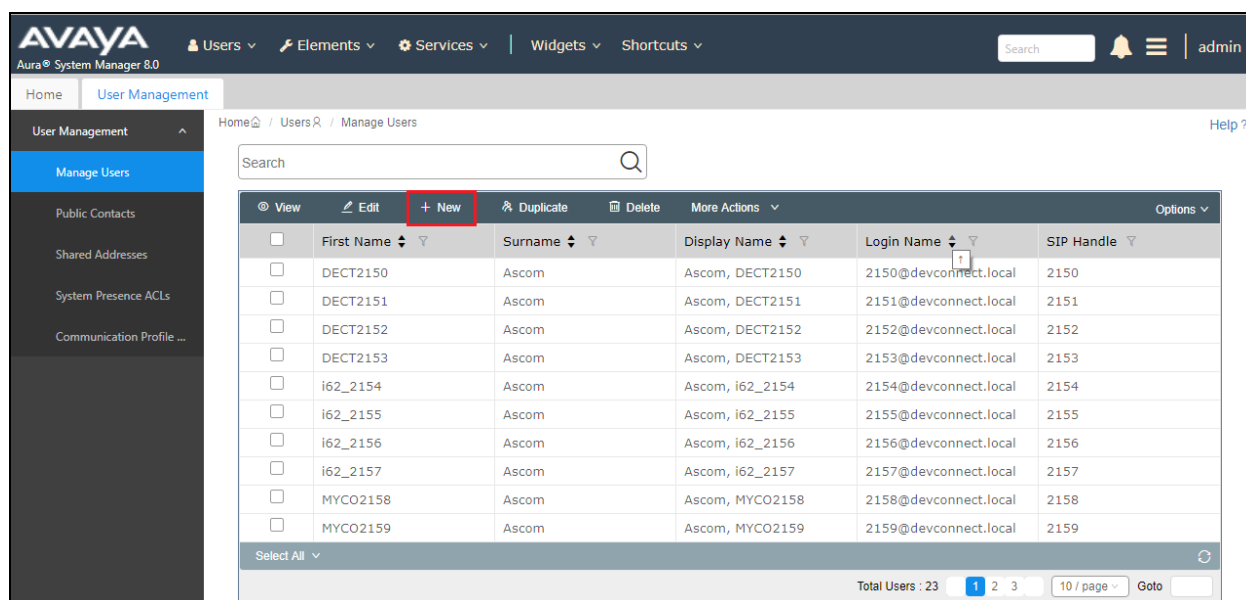 AVAYA
Aura® System Manager 8.0
Users Elements Services | Widgets Shortcuts Search admin
Home User Management
User Management
Manage Users
Public Contacts
Shared Addresses
System Presence ACLs
Communication Profile ...
Home / Users / Manage Users Help ?
Search
View Edit + New Duplicate Delete More Actions Options
First Name Surname Display Name Login Name SIP Handle
DECT2150 Ascom Ascom, DECT2150 2150@devconnect.local 2150
DECT2151 Ascom Ascom, DECT2151 2151@devconnect.local 2151
DECT2152 Ascom Ascom, DECT2152 2152@devconnect.local 2152
DECT2153 Ascom Ascom, DECT2153 2153@devconnect.local 2153
i62_2154 Ascom Ascom, i62_2154 2154@devconnect.local 2154
i62_2155 Ascom Ascom, i62_2155 2155@devconnect.local 2155
i62_2156 Ascom Ascom, i62_2156 2156@devconnect.local 2156
i62_2157 Ascom Ascom, i62_2157 2157@devconnect.local 2157
MYCO2158 Ascom Ascom, MYCO2158 2158@devconnect.local 2158
MYCO2159 Ascom Ascom, MYCO2159 2159@devconnect.local 2159
Select All
Total Users : 23 1 2 3 10 / page Goto